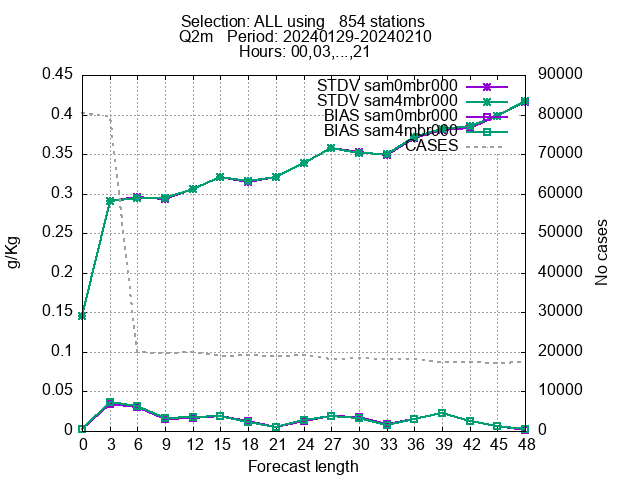 Selection: ALL using   854 stations
Q2m   Period: 20240129-20240210
Hours: 00,03,...,21
0.45
0.4
0.35
0.3
0.25
0.2
0.15
0.1
0.05
0
g/Kg
STDV sam0mbr000
STDV sam4mbr000
BIAS sam0mbr000
BIAS sam4mbr000
CASES
90000
80000
70000
60000
50000
40000
30000
20000
10000
0
No cases
0 3 6 9 12 15 18 21 24 27 30 33 36 39 42 45 48
Forecast length